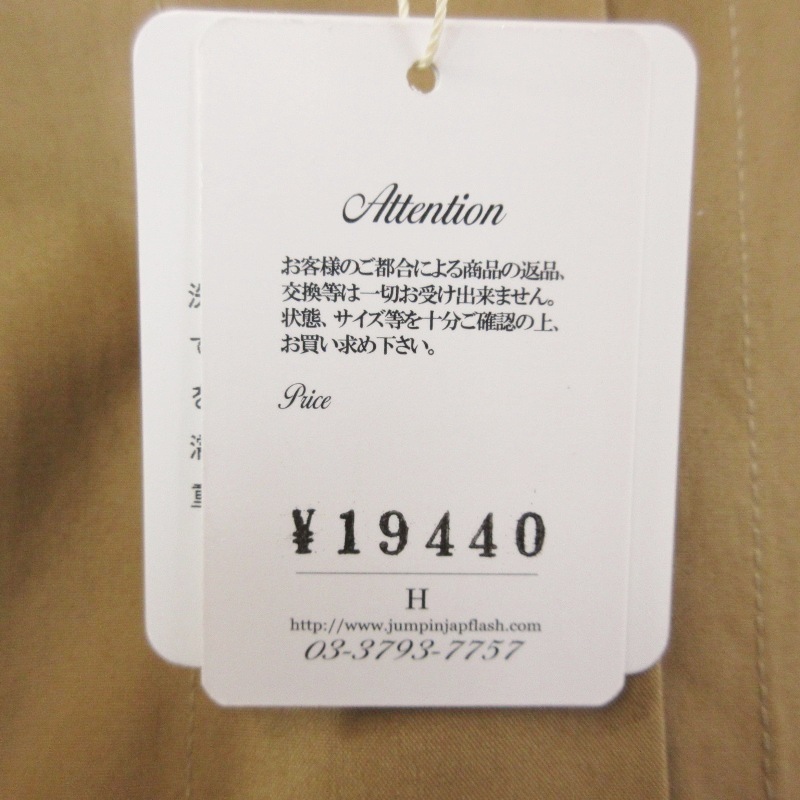 Attention
お客様のご都合による商品の返品、
交換等は一切お受け出来ません。
状態、サイズ等を十分ご確認の上、
お買い求め下さい。
Price
¥19440
H
http://www.jumpinjapflash.com
03-3793-7757